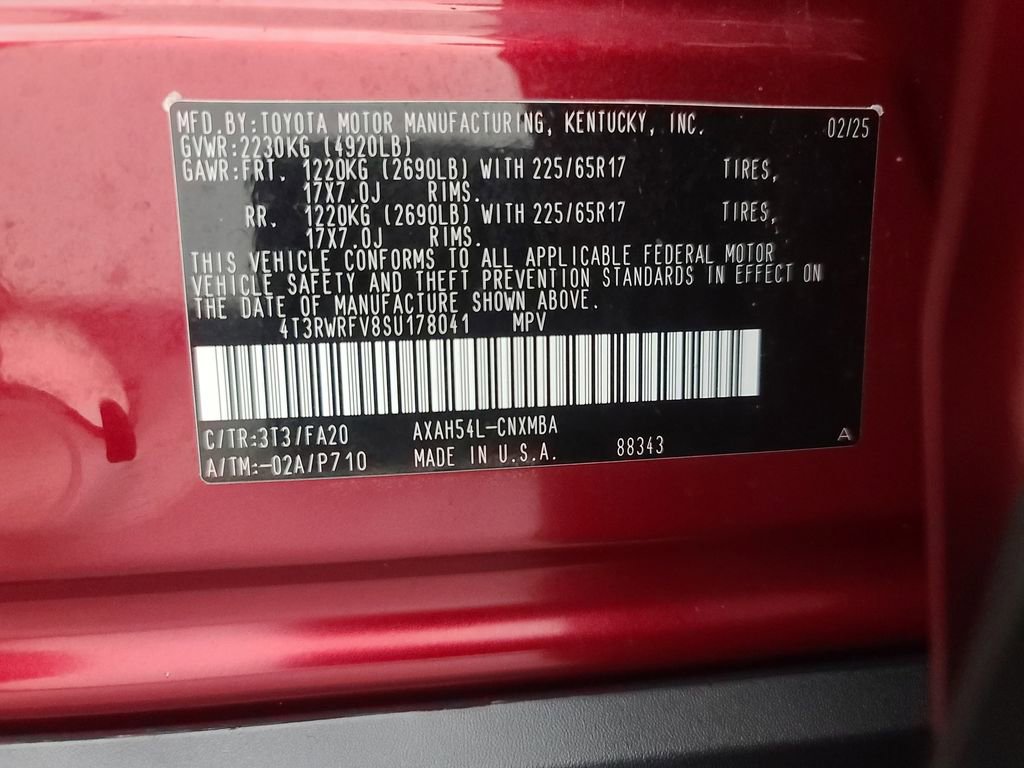 MFD.BY:TOYOTA MOTOR MANUFACTURING, KENTUCKY, INC. 02/25
GVWR:2230KG (4920LB)
GAWR:FRT. 1220KG (2690LB) WITH 225/65R17 TIRES,
17X7.0J RIMS.
RR. 1220KG (2690LB) WITH 225/65R17 TIRES,
17X7.0J RIMS.
THIS VEHICLE CONFORMS TO ALL APPLICABLE FEDERAL MOTOR
VEHICLE SAFETY AND THEFT PREVENTION STANDARDS IN EFFECT ON
THE DATE OF MANUFACTURE SHOWN ABOVE.
4T3RWRFV8SU178041 MPV
C/TR:3T3/FA20 AXAH54L-CNXMBA
A/TM:-02A/P710 MADE IN U.S.A. 88343 A